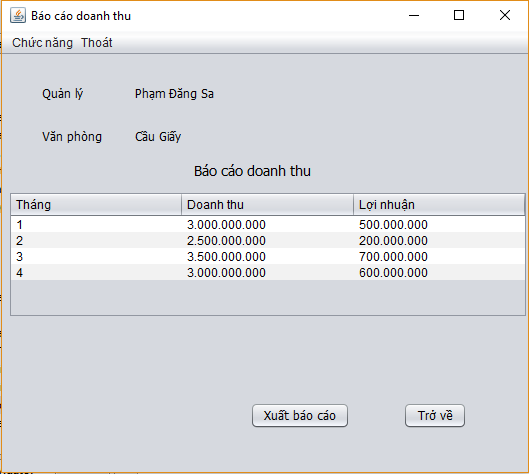 Báo cáo doanh thu
Chức năng Thoát
Quản lý Phạm Đăng Sa
Văn phòng Cầu Giấy
Báo cáo doanh thu
Tháng Doanh thu Lợi nhuận
1 3.000.000.000 500.000.000
2 2.500.000.000 200.000.000
3 3.500.000.000 700.000.000
4 3.000.000.000 600.000.000
Xuất báo cáo Trở về